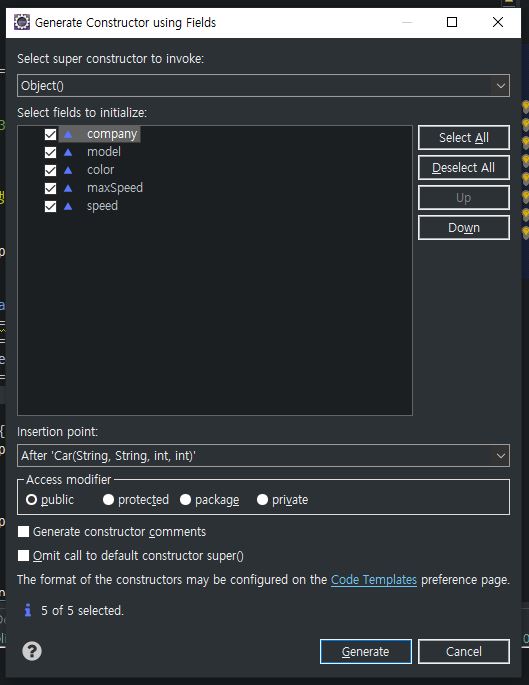 Generate Constructor using Fields
Select super constructor to invoke:
Object()
Select fields to initialize:
company
model
color
maxSpeed
speed
Select All
Deselect All
Up
Down
Insertion point:
After 'Car(String, String, int, int)'
Access modifier
public protected package private
Generate constructor comments
Omit call to default constructor super()
The format of the constructors may be configured on the Code Templates preference page.
5 of 5 selected.
Generate Cancel